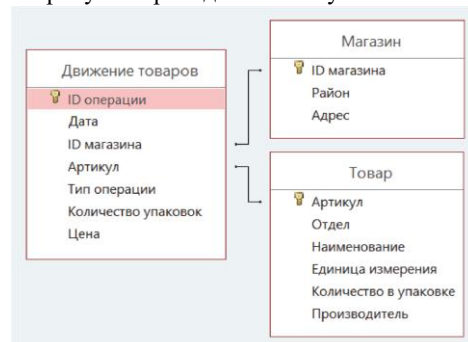 Движение товаров
ID операции
Дата
ID магазина
Артикул
Тип операции
Количество упаковок
Цена
Магазин
ID магазина
Район
Адрес
Товар
Артикул
Отдел
Наименование
Единица измерения
Количество в упаковке
Производитель